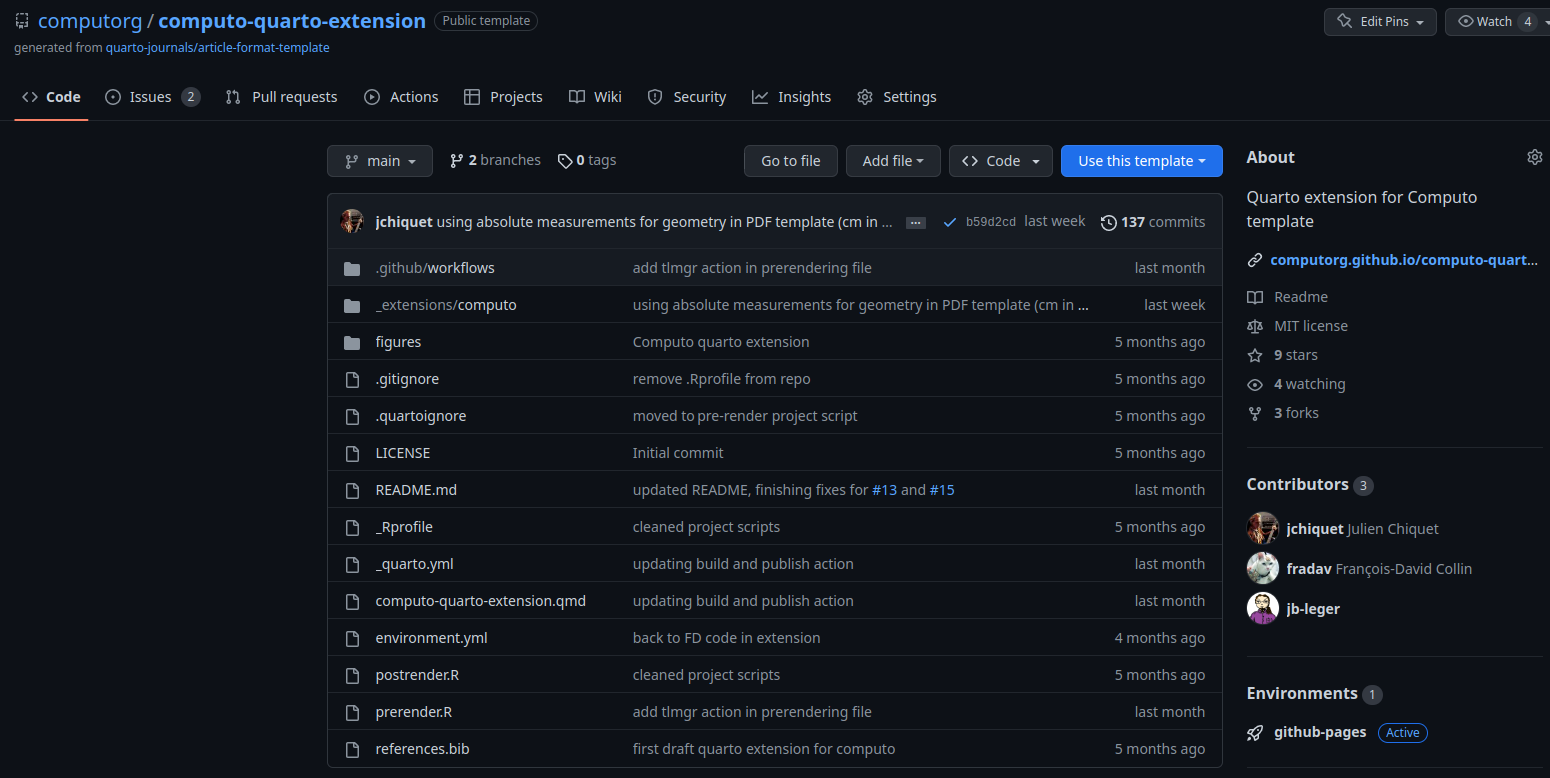 computorg / computo-quarto-extension Public template Edit Pins Watch 4
generated from quarto-journals/article-format-template
Code Issues 2 Pull requests Actions Projects Wiki Security Insights Settings
main 2 branches 0 tags Go to file Add file Code Use this template
jchiquet using absolute measurements for geometry in PDF template (cm in ... ... b59d2cd last week 137 commits
.github/workflows add tlmgr action in prerendering file last month
_extensions/computo using absolute measurements for geometry in PDF template (cm in ... last week
figures Computo quarto extension 5 months ago
.gitignore remove .Rprofile from repo 5 months ago
.quartoignore moved to pre-render project script 5 months ago
LICENSE Initial commit 5 months ago
README.md updated README, finishing fixes for #13 and #15 last month
_Rprofile cleaned project scripts 5 months ago
_quarto.yml updating build and publish action last month
computo-quarto-extension.qmd updating build and publish action last month
environment.yml back to FD code in extension 4 months ago
postrender.R cleaned project scripts 5 months ago
prerender.R add tlmgr action in prerendering file last month
references.bib first draft quarto extension for computo 5 months ago
About
Quarto extension for Computo
template
computorg.github.io/computo-quart...
Readme
MIT license
9 stars
4 watching
3 forks
Contributors 3
jchiquet Julien Chiquet
fradav François-David Collin
jb-leger
Environments 1
github-pages Active